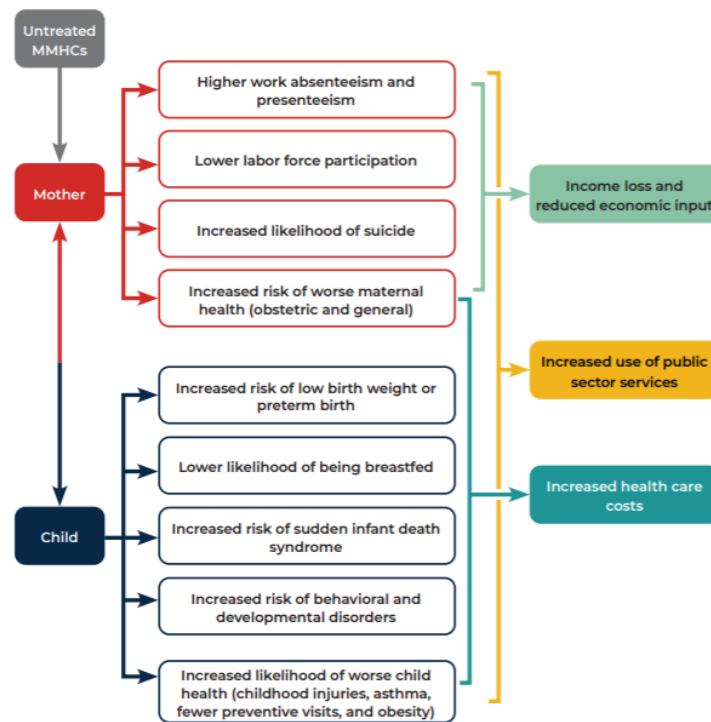 Untreated
MMHCs
Mother
Higher work absenteeism and
presenteeism
Lower labor force participation
Increased likelihood of suicide
Increased risk of worse maternal
health (obstetric and general)
Income loss and
reduced economic input
Increased use of public
sector services
Increased health care
costs
Child
Increased risk of low birth weight or
preterm birth
Lower likelihood of being breastfed
Increased risk of sudden infant death
syndrome
Increased risk of behavioral and
developmental disorders
Increased likelihood of worse child
health (childhood injuries, asthma,
fewer preventive visits, and obesity)